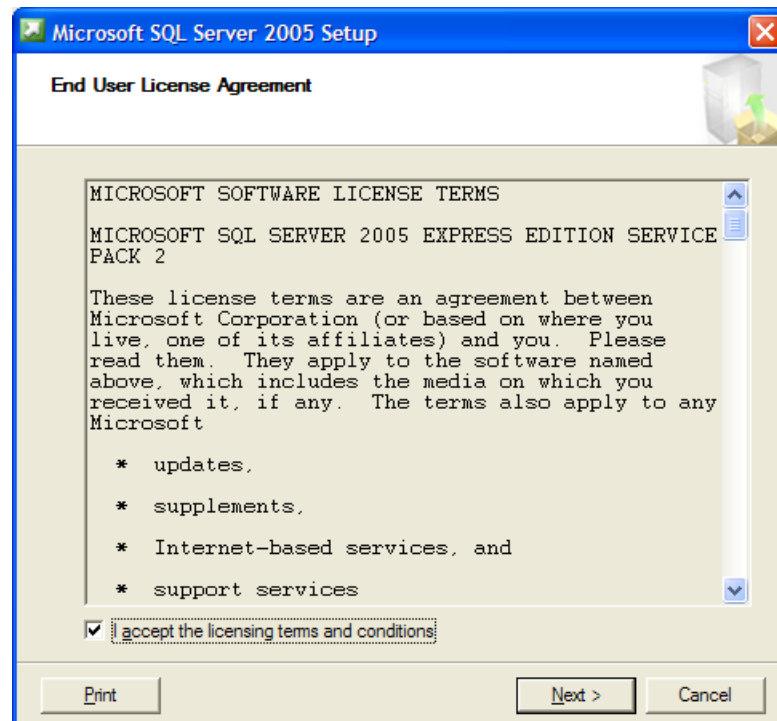 Microsoft SQL Server 2005 Setup
End User License Agreement
MICROSOFT SOFTWARE LICENSE TERMS
MICROSOFT SQL SERVER 2005 EXPRESS EDITION SERVICE
PACK 2
These license terms are an agreement between
Microsoft Corporation (or based on where you
live, one of its affiliates) and you.  Please
read them.  They apply to the software named
above, which includes the media on which you
received it, if any.  The terms also apply to any
Microsoft
*  updates,
*  supplements,
*  Internet-based services, and
*  support services
I accept the licensing terms and conditions
Print Next > Cancel